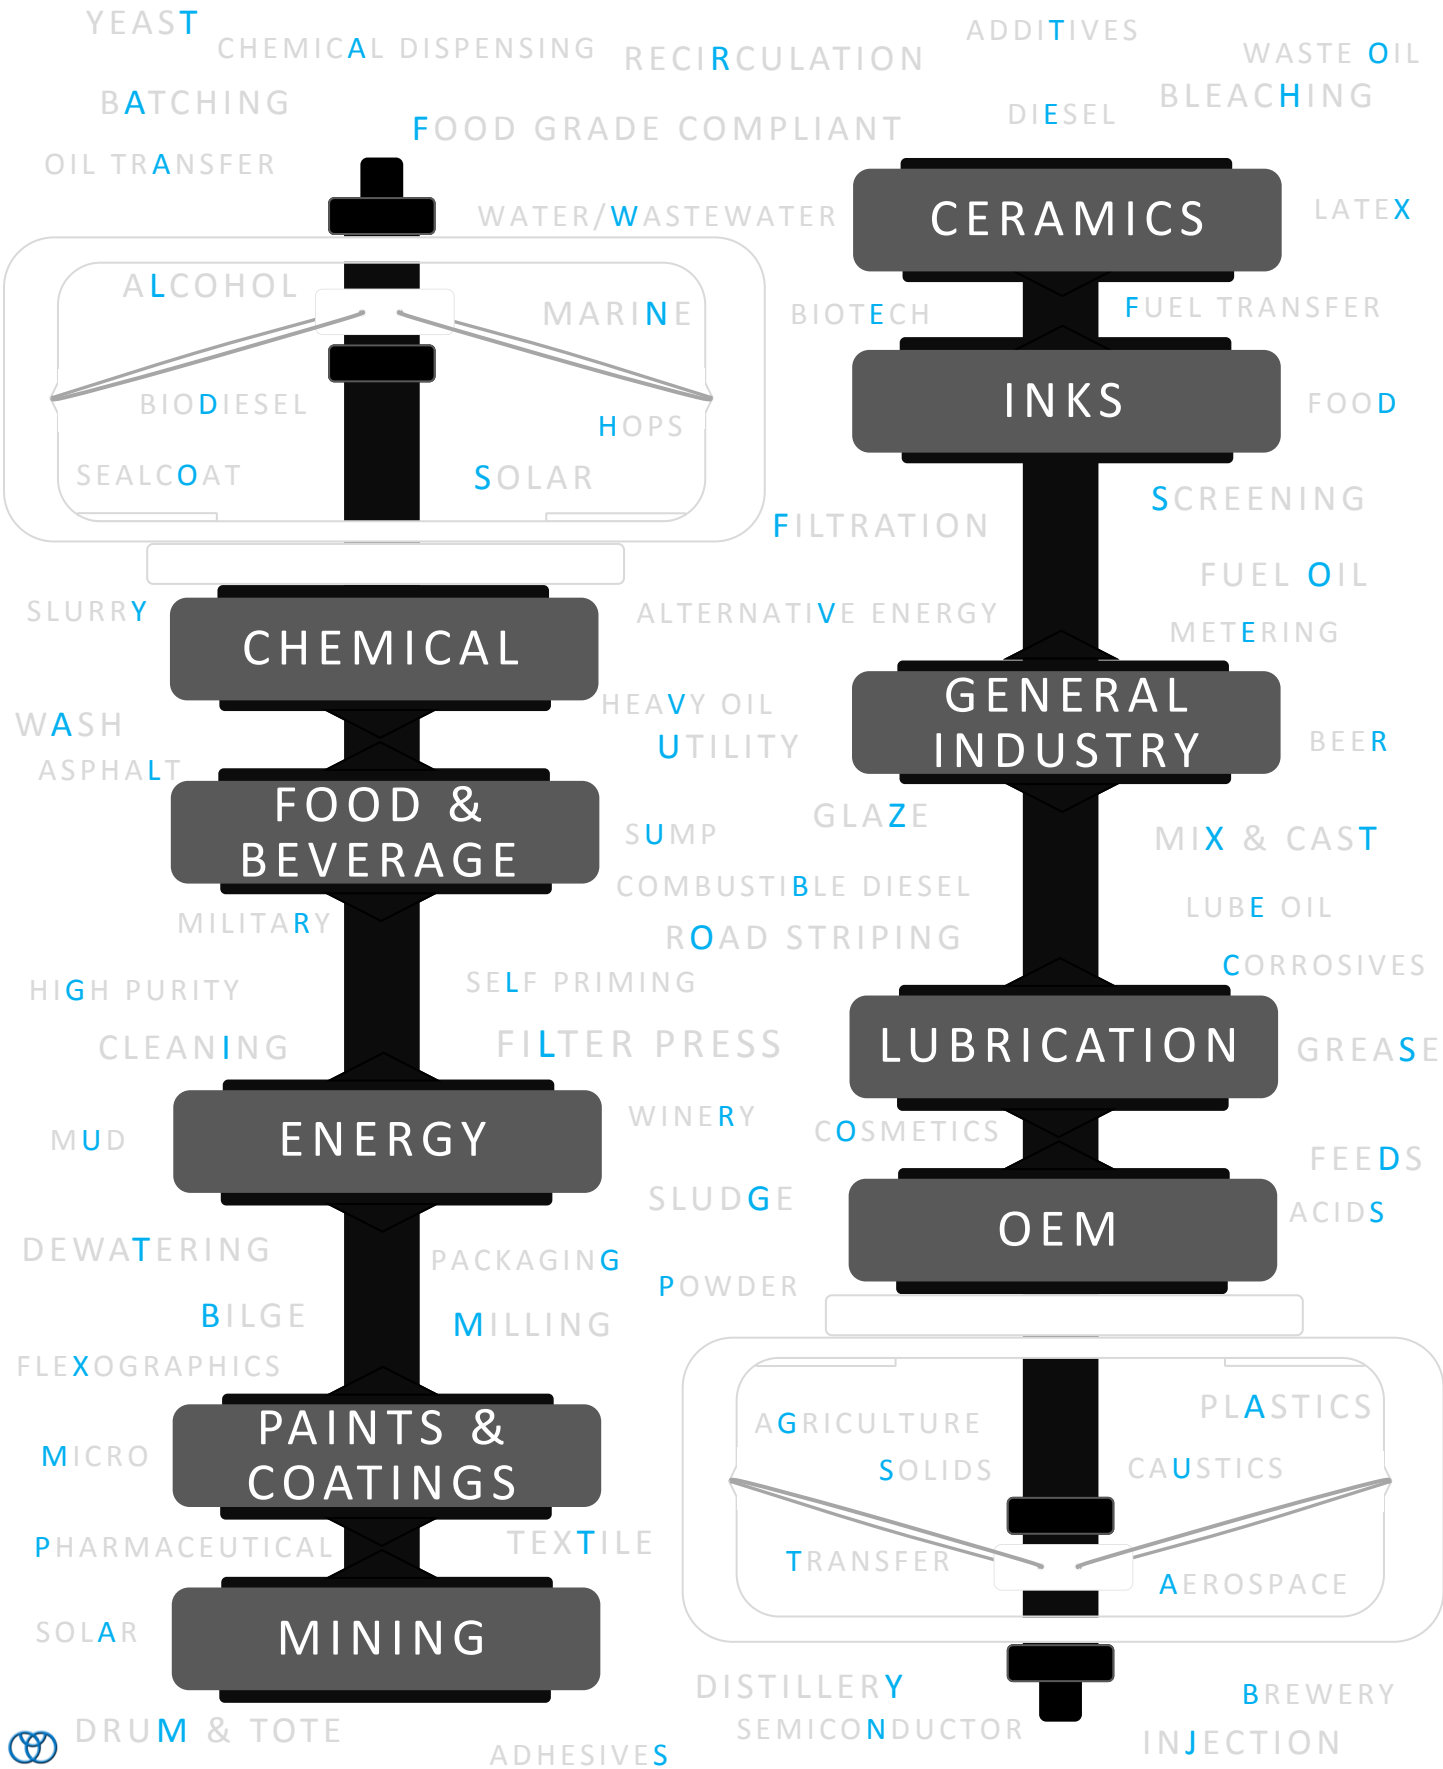 YEAST
CHEMICAL DISPENSING
RECIRCULATION
ADDITIVES
WASTE OIL
BATCHING
FOOD GRADE COMPLIANT
DIESEL
BLEACHING
OIL TRANSFER
WATER/WASTEWATER
CERAMICS
LATEX
ALCOHOL
MARINE
BIOTECH
FUEL TRANSFER
BIODIESEL
HOPS
INKS
FOOD
SEALCOAT
SOLAR
FILTRATION
SCREENING
FUEL OIL
SLURRY
CHEMICAL
ALTERNATIVE ENERGY
METERING
WASH
HEAVY OIL
GENERAL
INDUSTRY
UTILITY
BEER
ASPHALT
FOOD &
BEVERAGE
SUMP
GLAZE
MIX & CAST
COMBUSTIBLE DIESEL
LUBE OIL
MILITARY
ROAD STRIPING
CORROSIVES
HIGH PURITY
SELF PRIMING
CLEANING
FILTER PRESS
LUBRICATION
GREASE
MUD
ENERGY
WINERY
COSMETICS
FEEDS
SLUDGE
OEM
ACIDS
DEWATERING
PACKAGING
POWDER
BILGE
MILLING
FLEXOGRAPHICS
PAINTS &
COATINGS
AGRICULTURE
PLASTICS
MICRO
SOLIDS
CAUSTICS
PHARMACEUTICAL
TEXTILE
TRANSFER
AEROSPACE
SOLAR
MINING
DISTILLERY
BREWERY
DRUM & TOTE
SEMICONDUCTOR
INJECTION
ADHESIVES